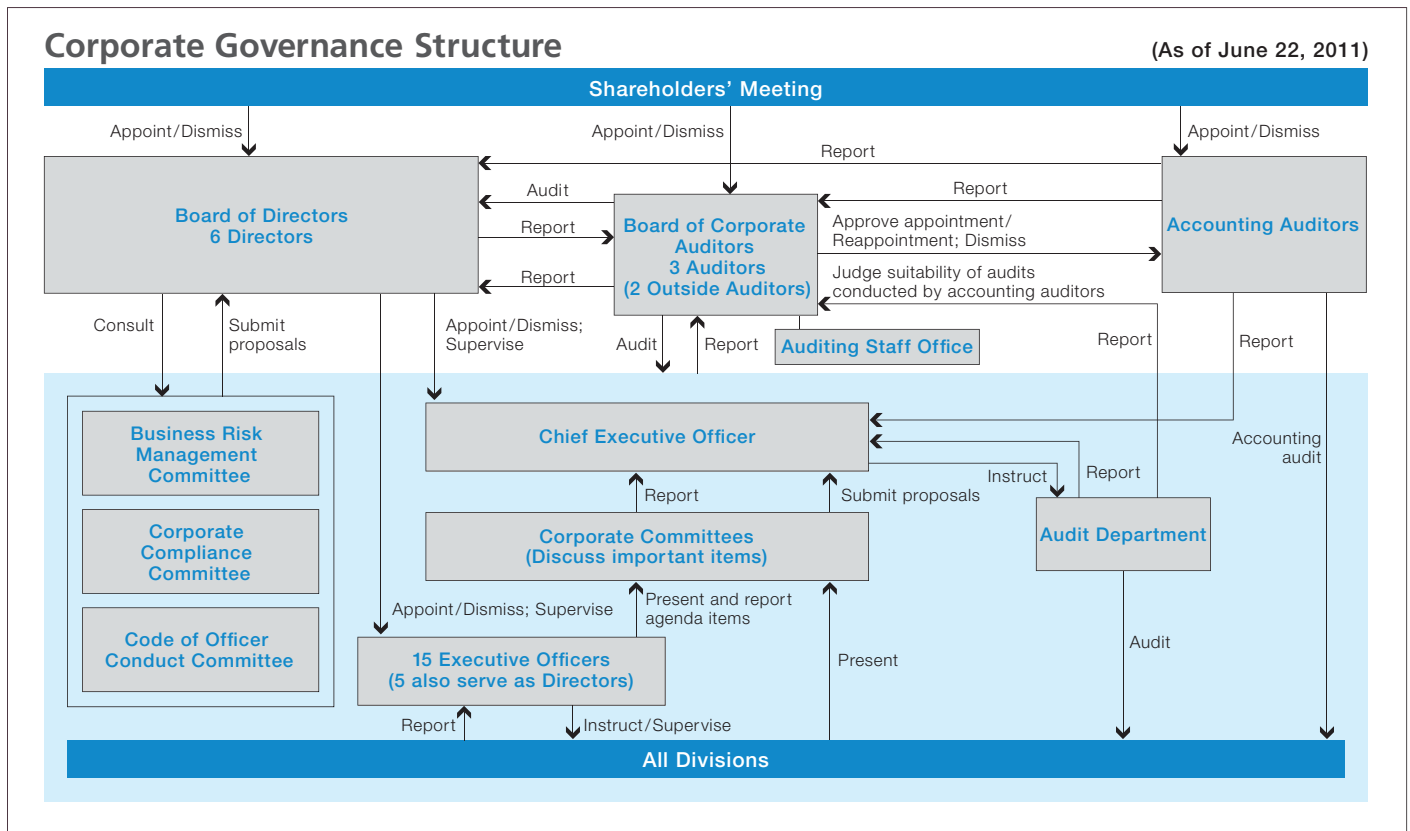 Corporate Governance Structure
(As of June 22, 2011)
Shareholders' Meeting
Appoint/Dismiss
Appoint/Dismiss
Appoint/Dismiss
Report
Board of Directors
6 Directors
Audit
Report
Report
Board of Corporate
Auditors
3 Auditors
(2 Outside Auditors)
Report
Approve appointment/
Reappointment; Dismiss
Judge suitability of audits
conducted by accounting auditors
Accounting Auditors
Consult
Submit
proposals
Appoint/Dismiss;
Supervise
Audit
Report
Auditing Staff Office
Report
Report
Business Risk
Management
Committee
Corporate
Compliance
Committee
Code of Officer
Conduct Committee
Chief Executive Officer
Accounting
audit
Instruct
Report
Report
Submit proposals
Corporate Committees
(Discuss important items)
Audit Department
Appoint/Dismiss; Supervise
Present and report
agenda items
15 Executive Officers
(5 also serve as Directors)
Present
Audit
Report
Instruct/Supervise
All Divisions